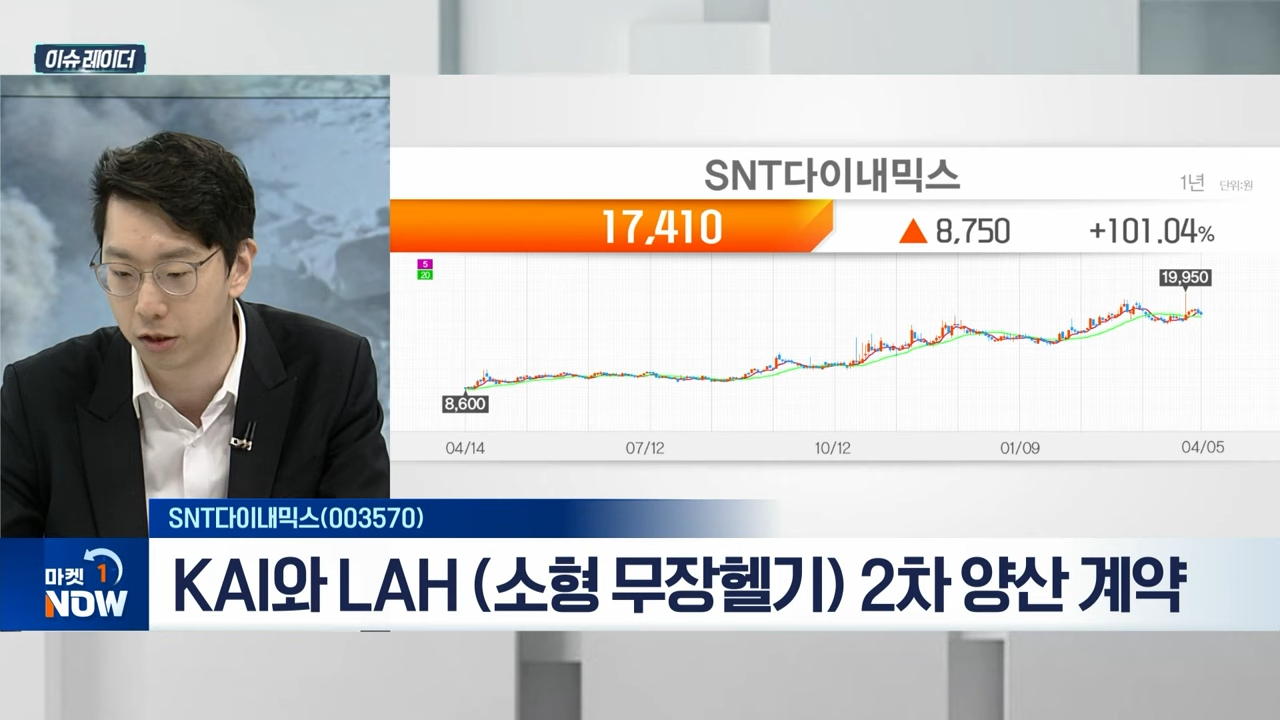 이슈레이더
SNT다이내믹스
1년 단위:원
17,410 ▲ 8,750 +101.04%
5
20
19,950
8,600
04/14 07/12 10/12 01/09 04/05
SNT다이내믹스(003570)
마켓 1
NOW
KAI와 LAH (소형 무장헬기) 2차 양산 계약